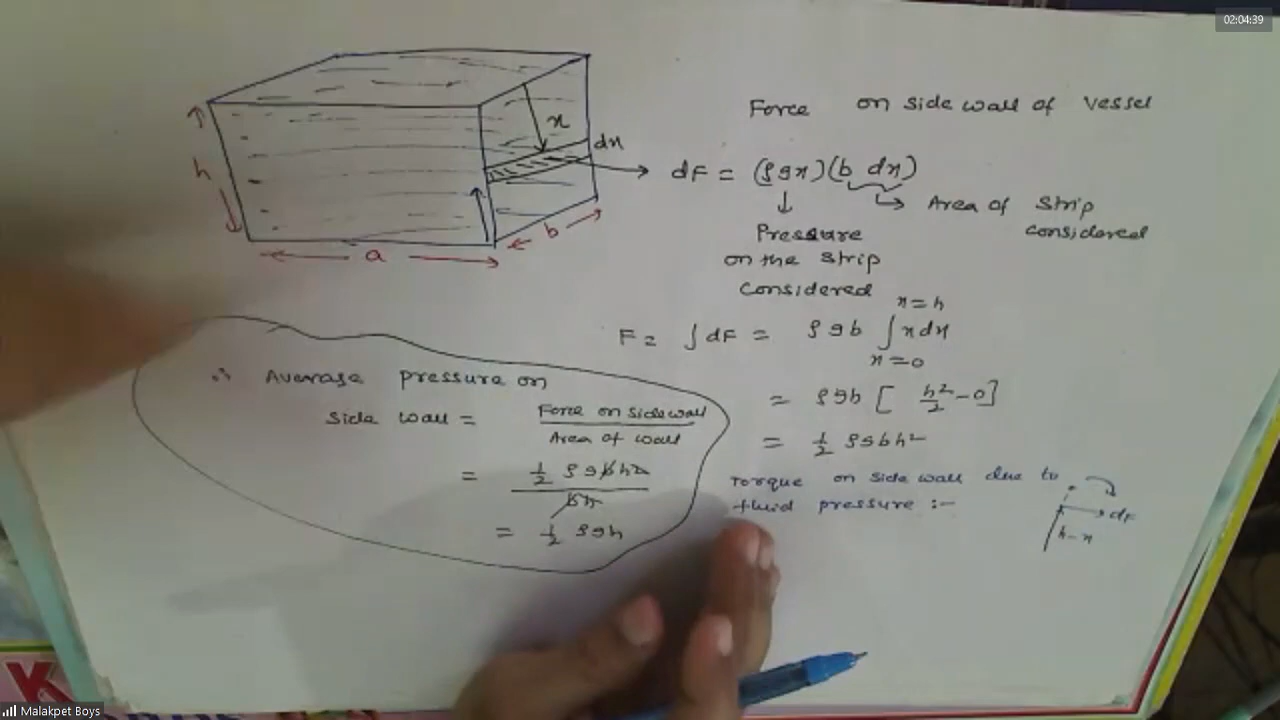 02:04:39
Force on side wall of vessel
h
x
dx
a
b
dF = (ρgx)(b dx)
↓ ↳ Area of strip
considered
Pressure
on the strip
considered
F = ∫dF = ρgb ∫ x dx
x=h
x=0
= ρgb [ h²/2 - 0 ]
= 1/2 ρgbh²
∴ Average pressure on
side wall = Force on sidewall / Area of wall
= 1/2 ρgbh² / bh
= 1/2 ρgh
Torque on side wall due to
fluid pressure :-
dF
h-x
K
Malakpet Boys